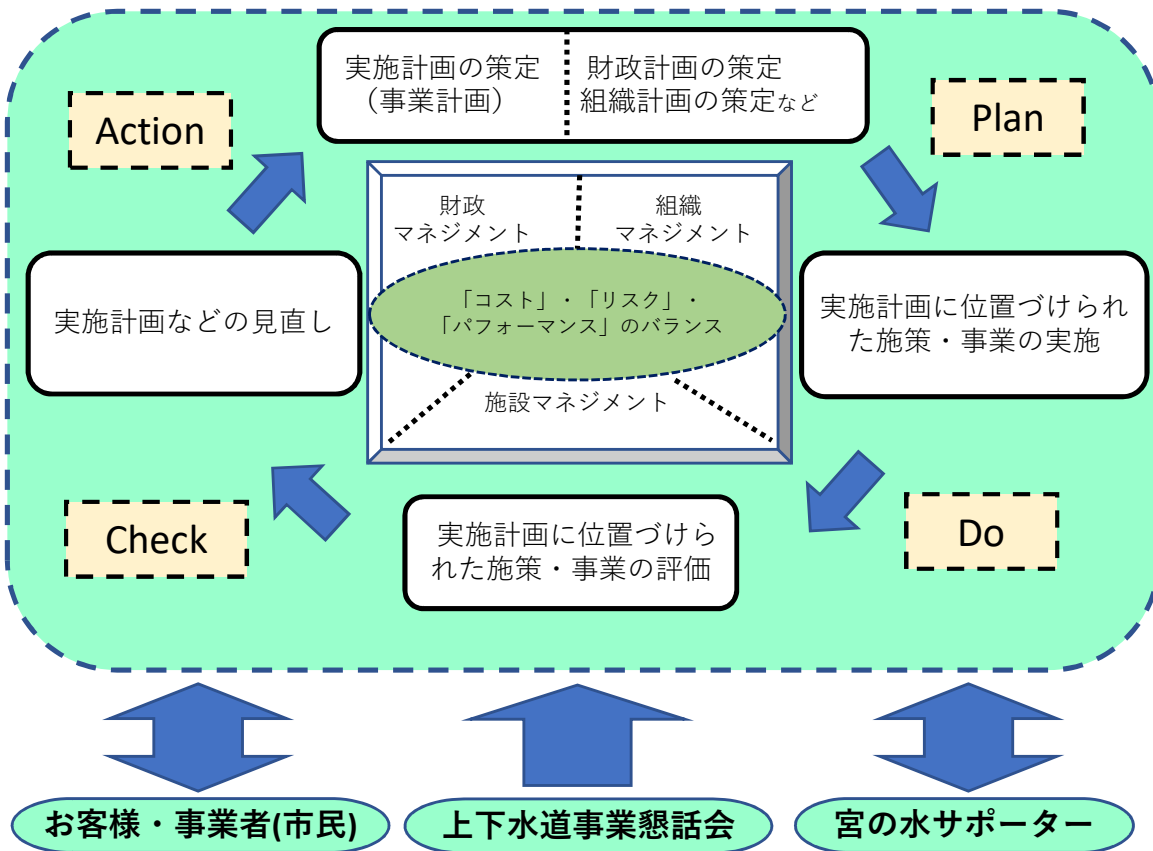 実施計画の策定
（事業計画）
財政計画の策定
組織計画の策定など
Action
Plan
財政
マネジメント
組織
マネジメント
「コスト」・「リスク」・
「パフォーマンス」のバランス
施設マネジメント
実施計画などの見直し
実施計画に位置づけられ
た施策・事業の実施
Check
実施計画に位置づけら
れた施策・事業の評価
Do
お客様・事業者(市民)
上下水道事業懇話会
宮の水サポーター